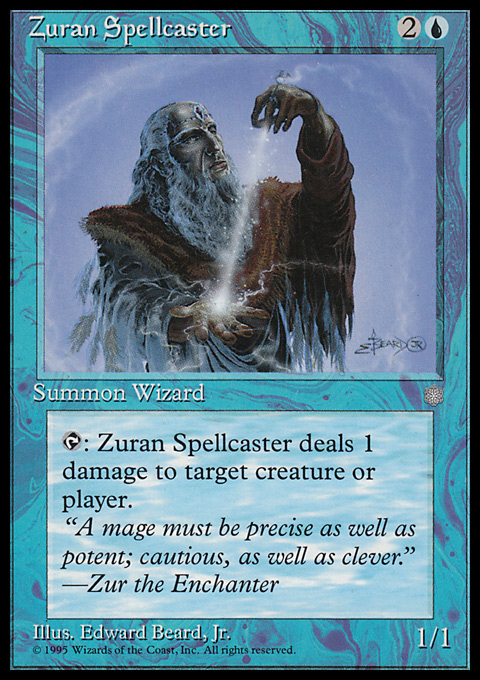 Zuran Spellcaster 2
E BEARD JR
Summon Wizard
: Zuran Spellcaster deals 1
damage to target creature or
player.
“A mage must be precise as well as
potent; cautious, as well as clever.”
—Zur the Enchanter
Illus. Edward Beard, Jr.
1/1
© 1995 Wizards of the Coast, Inc. All rights reserved.